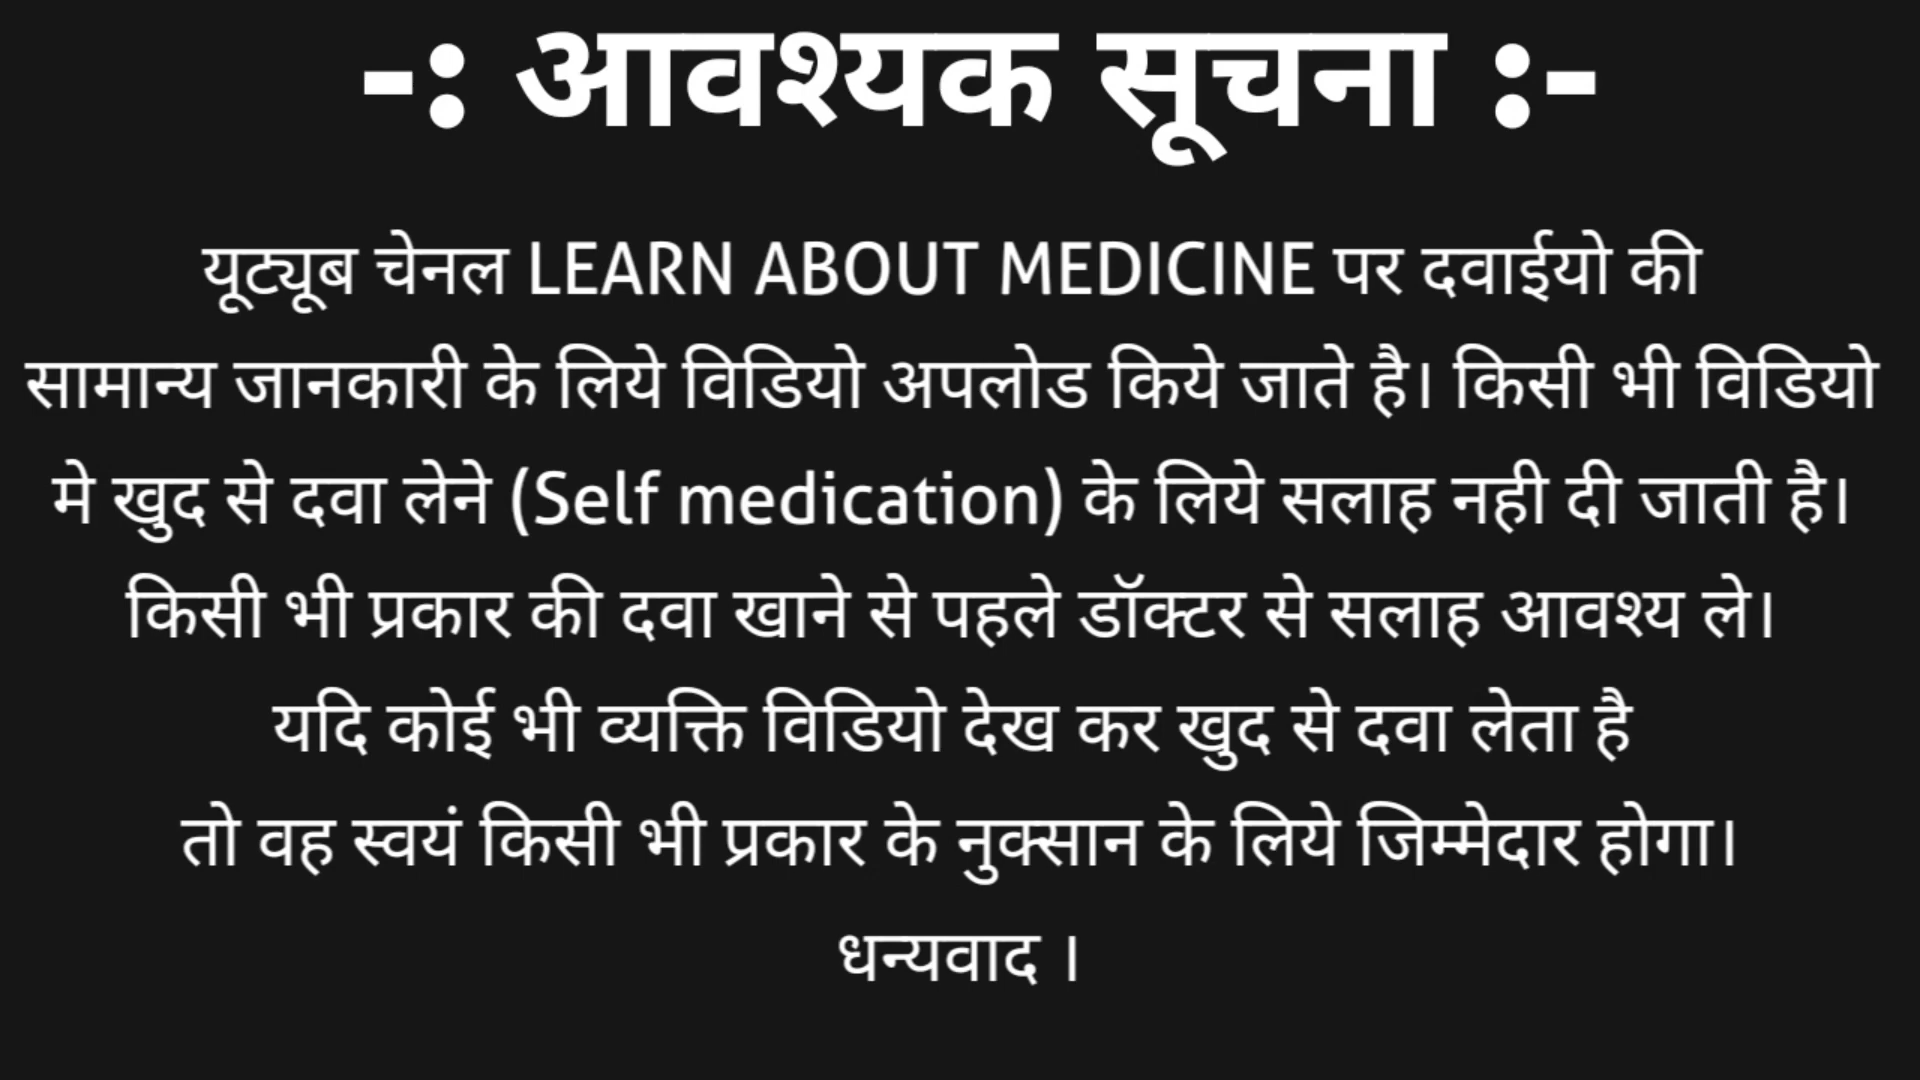 -: आवश्यक सूचना :-
यूट्यूब चेनल LEARN ABOUT MEDICINE पर दवाईयो की
सामान्य जानकारी के लिये विडियो अपलोड किये जाते है। किसी भी विडियो
मे खुद से दवा लेने (Self medication) के लिये सलाह नही दी जाती है।
किसी भी प्रकार की दवा खाने से पहले डॉक्टर से सलाह आवश्य ले।
यदि कोई भी व्यक्ति विडियो देख कर खुद से दवा लेता है
तो वह स्वयं किसी भी प्रकार के नुक्सान के लिये जिम्मेदार होगा।
धन्यवाद ।